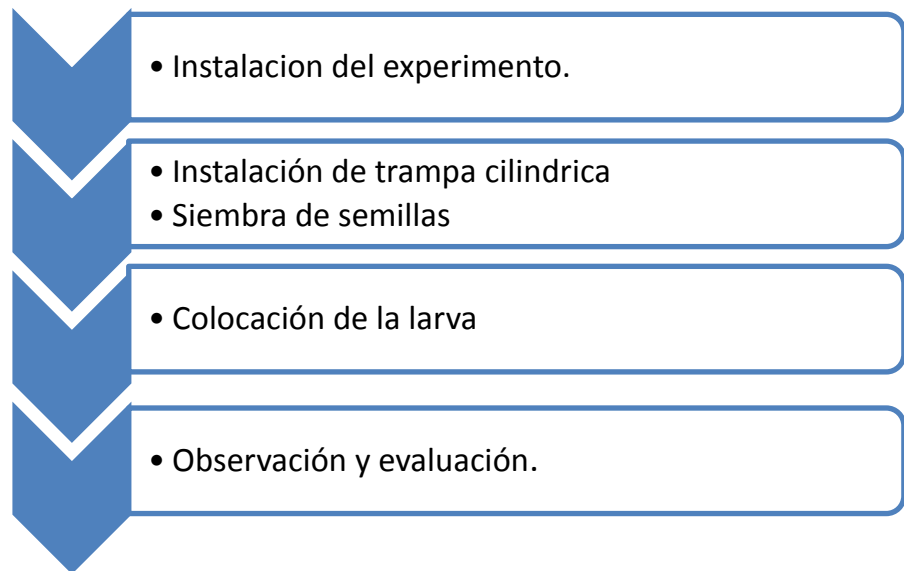 • Instalacion del experimento.
• Instalación de trampa cilindrica
• Siembra de semillas
• Colocación de la larva
• Observación y evaluación.